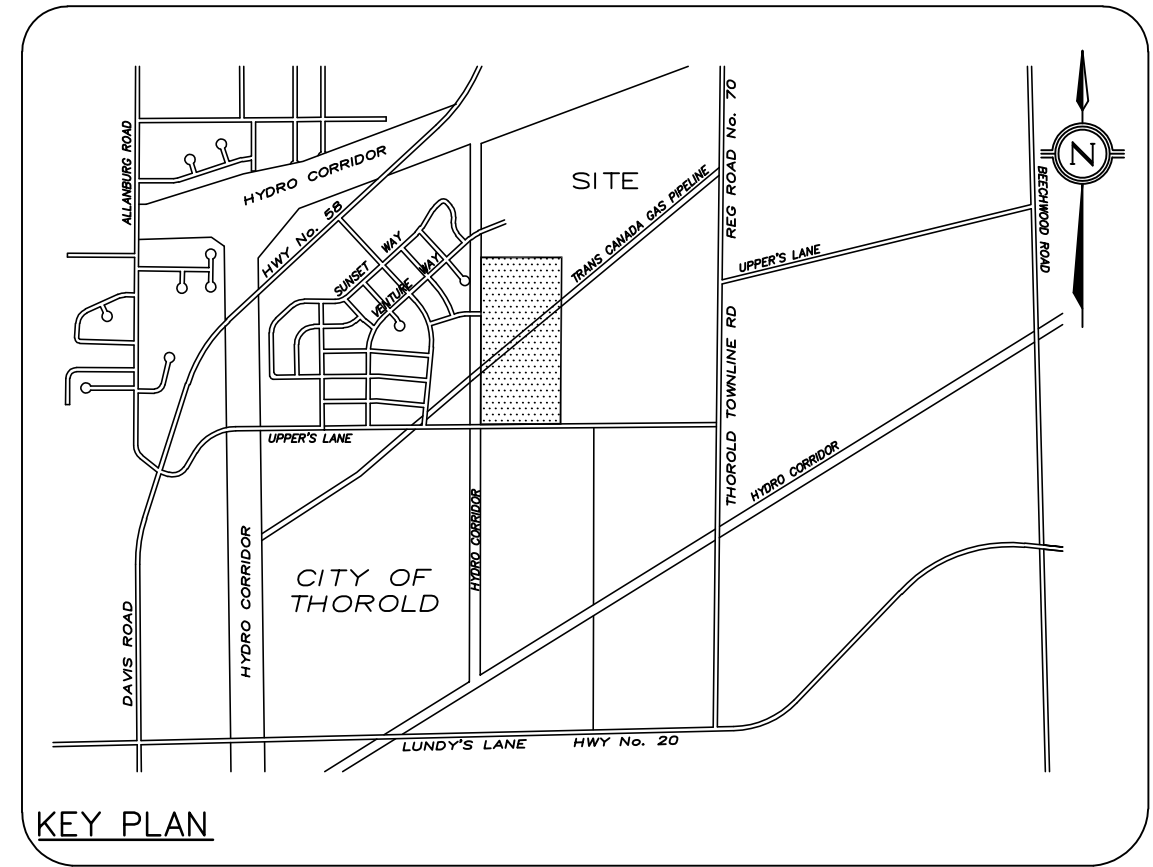 ALLANBURG ROAD
HYDRO CORRIDOR
HWY No. 58
SITE
TRANS CANADA GAS PIPELINE
REG ROAD No. 70
N
BEECHWOOD ROAD
SUNSET WAY
VENTURE WAY
UPPER'S LANE
THOROLD TOWNLINE RD
UPPER'S LANE
HYDRO CORRIDOR
HYDRO CORRIDOR
HYDRO CORRIDOR
CITY OF
THOROLD
DAVIS ROAD
LUNDY'S LANE HWY No. 20
KEY PLAN